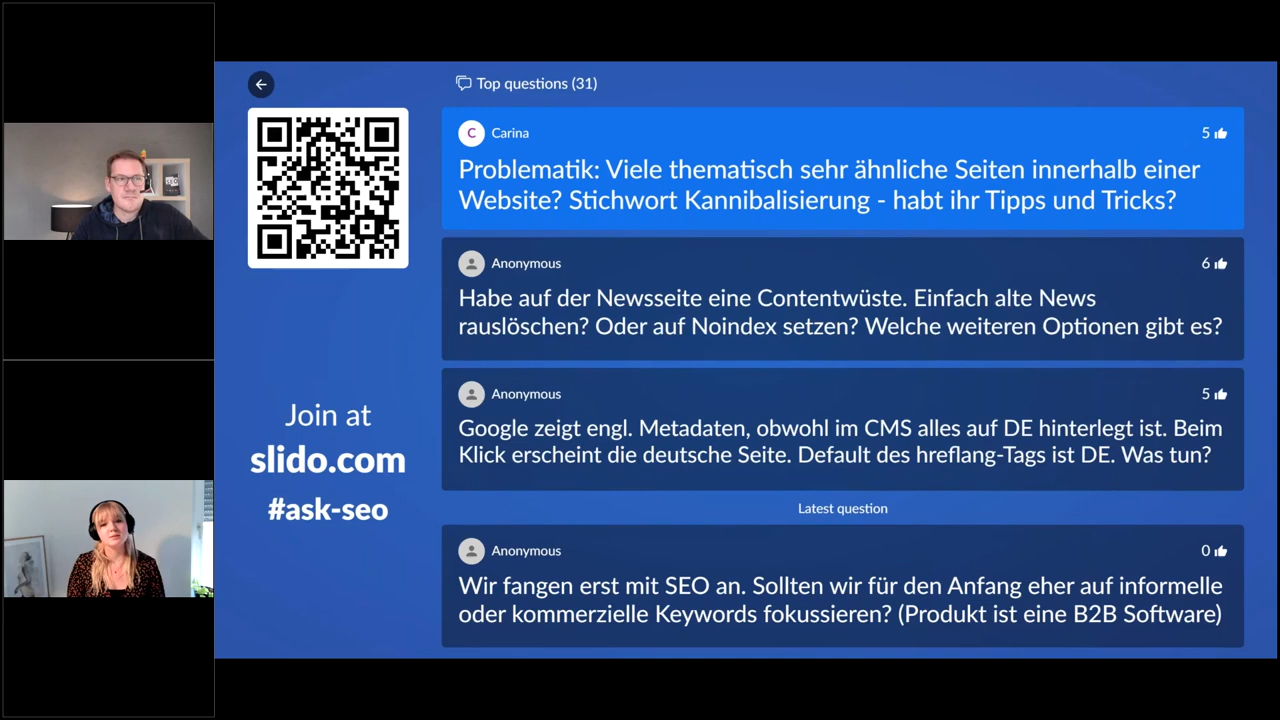 Top questions (31)
C Carina 5
Problematik: Viele thematisch sehr ähnliche Seiten innerhalb einer
Website? Stichwort Kannibalisierung - habt ihr Tipps und Tricks?
Anonymous 6
Habe auf der Newsseite eine Contentwüste. Einfach alte News
rauslöschen? Oder auf Noindex setzen? Welche weiteren Optionen gibt es?
Anonymous 5
Google zeigt engl. Metadaten, obwohl im CMS alles auf DE hinterlegt ist. Beim
Klick erscheint die deutsche Seite. Default des hreflang-Tags ist DE. Was tun?
Latest question
Anonymous 0
Wir fangen erst mit SEO an. Sollten wir für den Anfang eher auf informelle
oder kommerzielle Keywords fokussieren? (Produkt ist eine B2B Software)
Join at
slido.com
#ask-seo